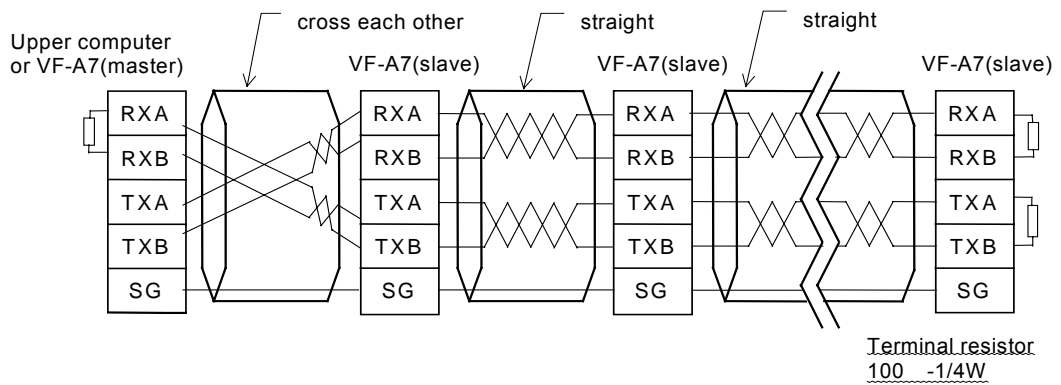 cross each other
straight
straight
Upper computer
or VF-A7(master)
VF-A7(slave)
VF-A7(slave)
VF-A7(slave)
RXA
RXB
TXA
TXB
SG
RXA
RXB
TXA
TXB
SG
RXA
RXB
TXA
TXB
SG
RXA
RXB
TXA
TXB
SG
Terminal resistor
100 -1/4W